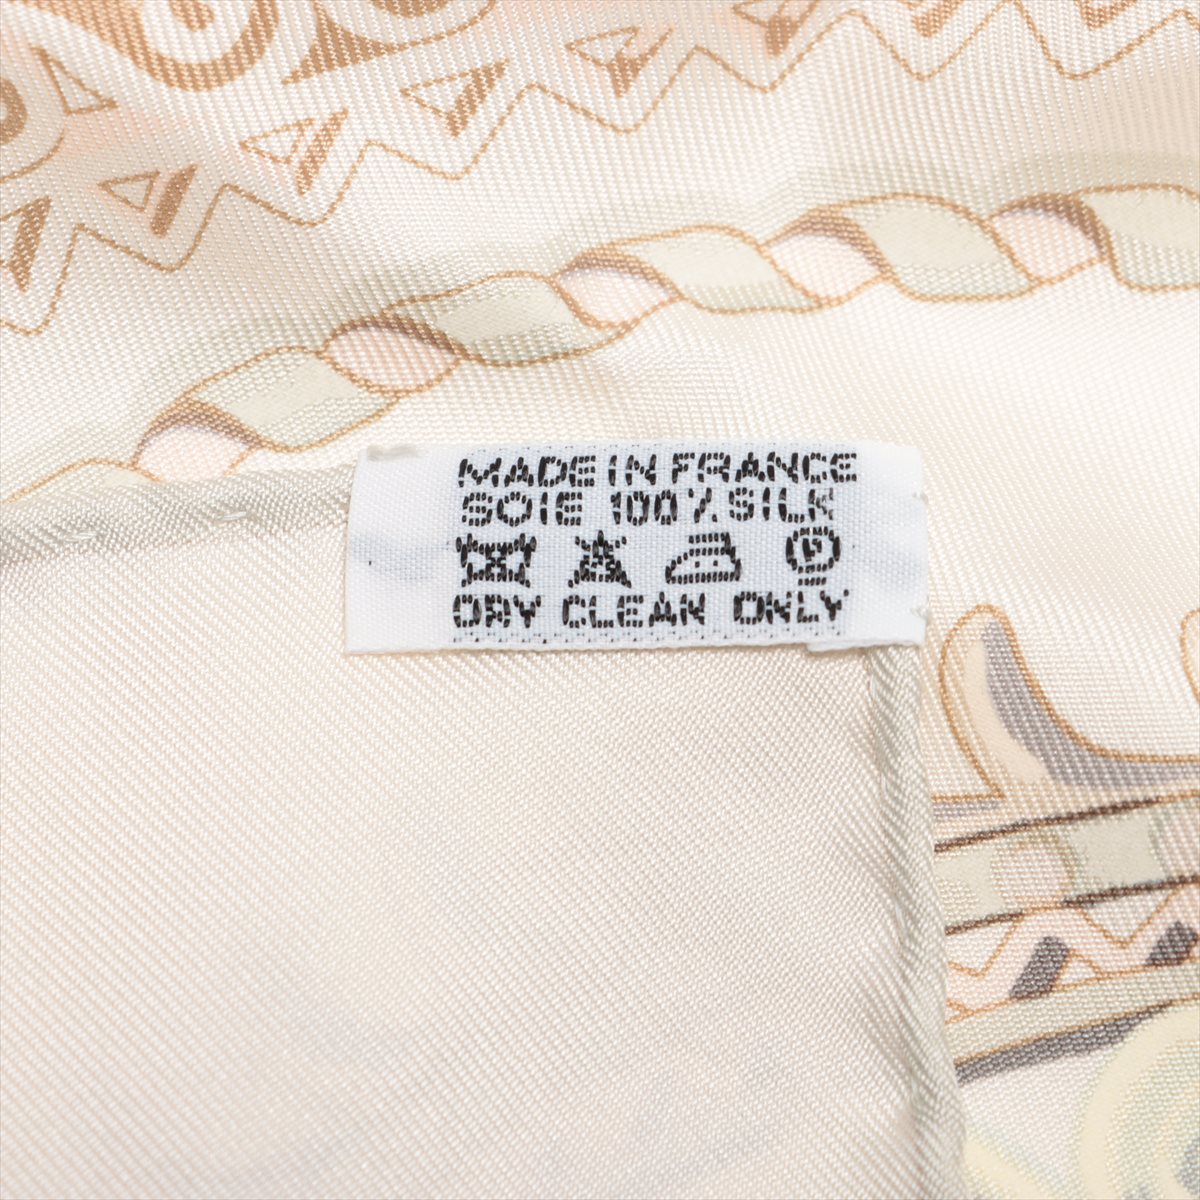 MADE IN FRANCE
SOIE 100% SILK
DRY CLEAN ONLY